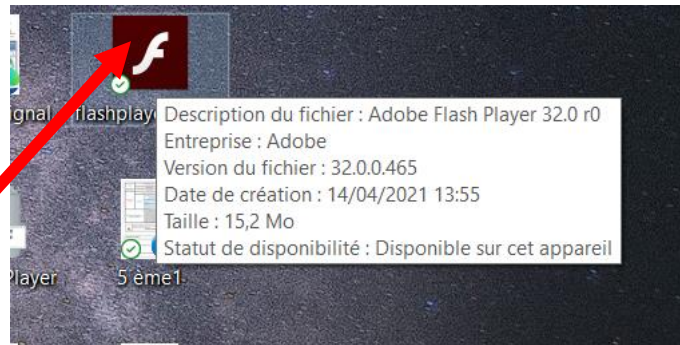 ignal
flashplay
Description du fichier : Adobe Flash Player 32.0 r0
Entreprise : Adobe
Version du fichier : 32.0.0.465
Date de création : 14/04/2021 13:55
Taille : 15,2 Mo
Statut de disponibilité : Disponible sur cet appareil
Player
5 ème1